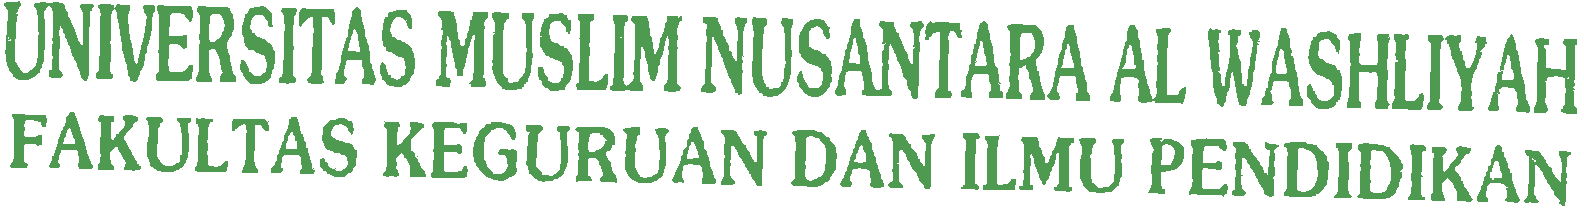 UNIVERSITAS MUSLIM NUSANTARA AL WASHLIYAH
FAKULTAS KEGURUAN DAN ILMU PENDIDIKAN